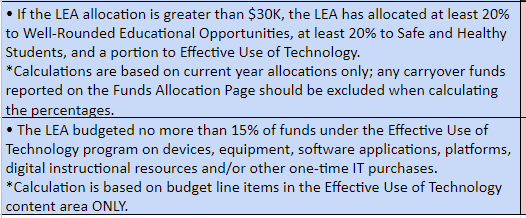 • If the LEA allocation is greater than $30K, the LEA has allocated at least 20%
to Well-Rounded Educational Opportunities, at least 20% to Safe and Healthy
Students, and a portion to Effective Use of Technology.
*Calculations are based on current year allocations only; any carryover funds
reported on the Funds Allocation Page should be excluded when calculating
the percentages.
• The LEA budgeted no more than 15% of funds under the Effective Use of
Technology program on devices, equipment, software applications, platforms,
digital instructional resources and/or other one-time IT purchases.
*Calculation is based on budget line items in the Effective Use of Technology
content area ONLY.